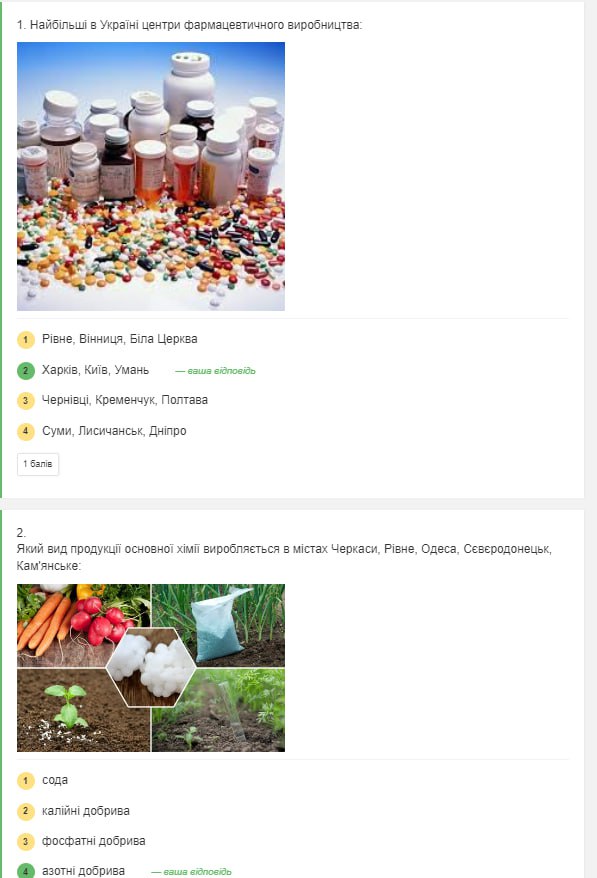 1. Найбільші в Україні центри фармацевтичного виробництва:
1 Рівне, Вінниця, Біла Церква
2 Харків, Київ, Умань — ваша відповідь
3 Чернівці, Кременчук, Полтава
4 Суми, Лисичанськ, Дніпро
1 балів
2.
Який вид продукції основної хімії виробляється в містах Черкаси, Рівне, Одеса, Сєвєродонецьк,
Кам'янське:
1 сода
2 калійні добрива
3 фосфатні добрива
4 азотні добрива — ваша відповідь